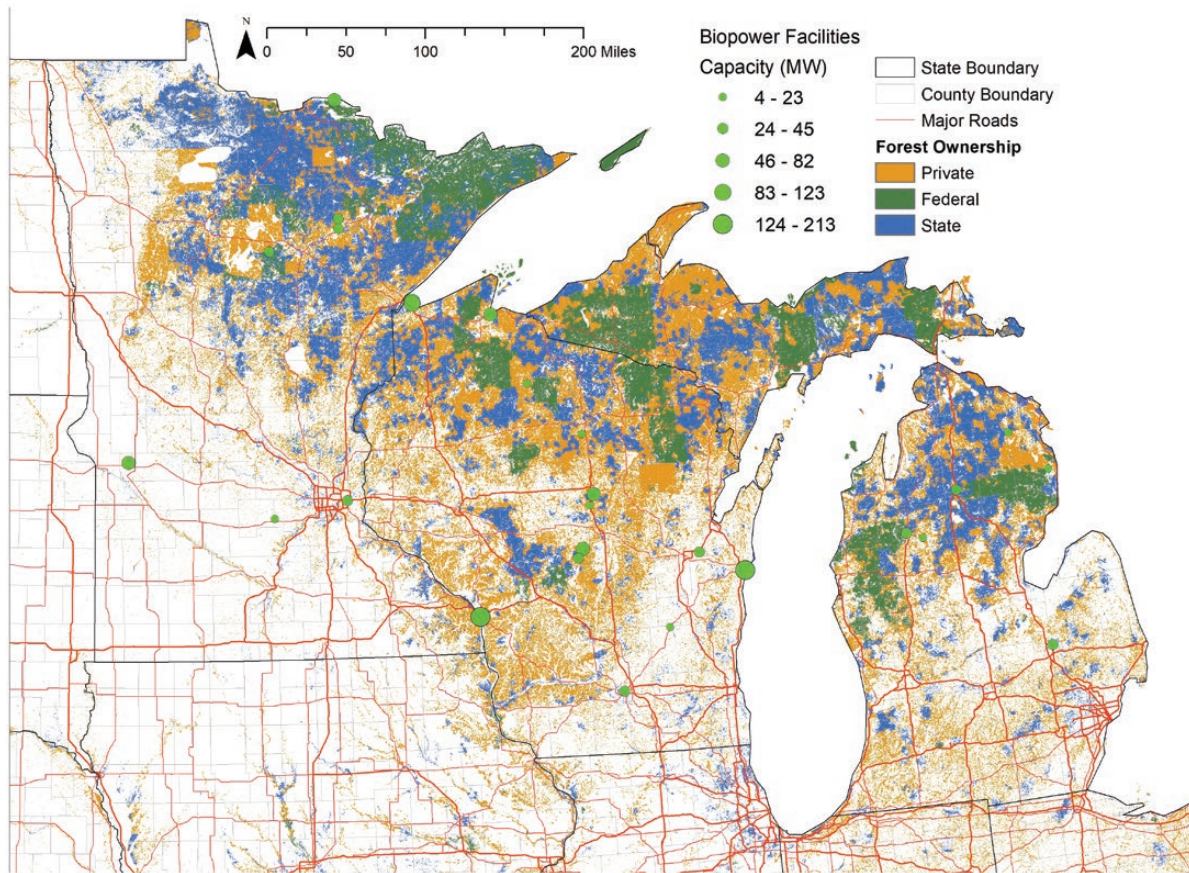 N
0 50 100 200 Miles
Biopower Facilities
Capacity (MW)
4 - 23
24 - 45
46 - 82
83 - 123
124 - 213
State Boundary
County Boundary
Major Roads
Forest Ownership
Private
Federal
State